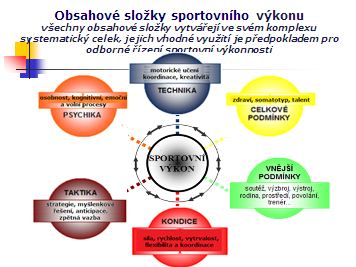 Obsahové složky sportovního výkonu
všechny obsahové složky vytvářejí ve svém komplexu
systematický celek, jejich vhodné využití je předpokladem pro
odborné řízení sportovní výkonnosti
motorické učení
koordinace, kreativita
TECHNIKA
osobnost, kognitivní, emoční
a volní procesy
PSYCHIKA
zdraví, somatotyp, talent
CELKOVÉ
PODMÍNKY
SPORTOVNÍ
VÝKON
VNĚJŠÍ
PODMÍNKY
soutěž, výzbroj, výstroj,
rodina, prostředí, povolání,
trenér...
TAKTIKA
strategie, myšlenkové
řešení, anticipace,
zpětná vazba
KONDICE
síla, rychlost, vytrvalost,
flexibilita a koordinace